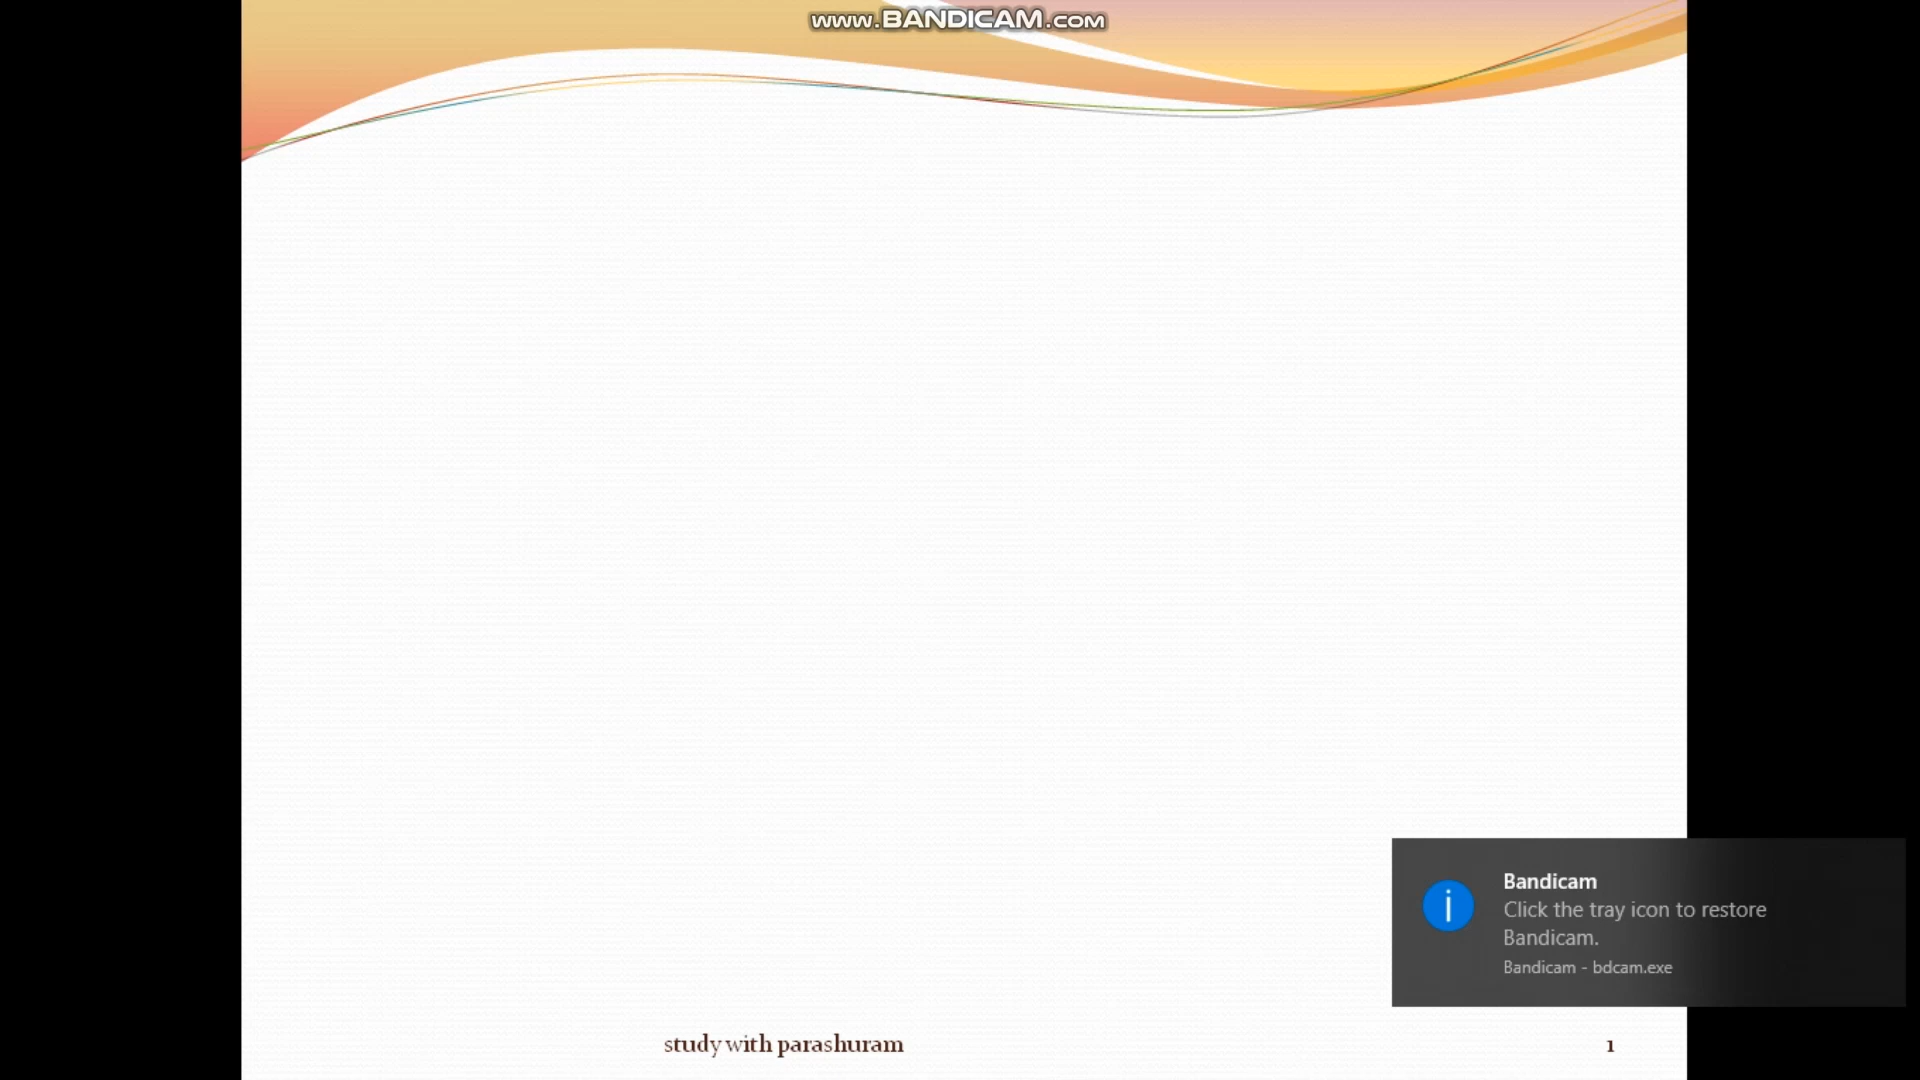 www.BANDICAM.com
Bandicam
Click the tray icon to restore
Bandicam.
Bandicam - bdcam.exe
study with parashuram
1